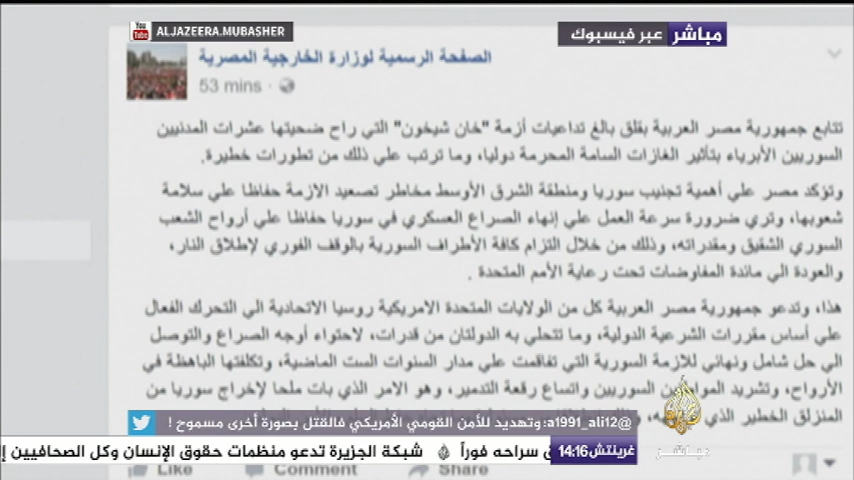 You Tube ALJAZEERA.MUBASHER
مباشر عبر فيسبوك
الصفحة الرسمية لوزارة الخارجية المصرية
53 mins ·
تتابع جمهورية مصر العربية بقلق بالغ تداعيات أزمة "خان شيخون" التي راح ضحيتها عشرات المدنيين
السوريين الأبرياء بتأثير الغازات السامة المحرمة دوليا، وما ترتب علي ذلك من تطورات خطيرة.
وتؤكد مصر علي أهمية تجنيب سوريا ومنطقة الشرق الأوسط مخاطر تصعيد الازمة حفاظا علي سلامة
شعوبها، وتري ضرورة سرعة العمل علي إنهاء الصراع العسكري في سوريا حفاظا علي أرواح الشعب
السوري الشقيق ومقدراته، وذلك من خلال التزام كافة الأطراف السورية بالوقف الفوري لإطلاق النار،
والعودة الي مائدة المفاوضات تحت رعاية الأمم المتحدة .
هذا، وتدعو جمهورية مصر العربية كل من الولايات المتحدة الامريكية روسيا الاتحادية الي التحرك الفعال
علي أساس مقررات الشرعية الدولية، وما تتحلي به الدولتان من قدرات، لاحتواء أوجه الصراع والتوصل
الي حل شامل ونهائي للازمة السورية التي تفاقمت علي مدار السنوات الست الماضية، وتكلفتها الباهظة في
الأرواح، وتشريد السوريين واتساع رقعة التدمير، وهو الامر الذي بات ملحا لإخراج سوريا من
المنزلق الخطير الذي
@a1991_ali12: وتهديد للأمن القومي الأمريكي فالقتل بصورة أخرى مسموح !
غرينتش 14:16 ق سراحه فوراً شبكة الجزيرة تدعو منظمات حقوق الإنسان وكل الصحافيين إ
الجزيرة
مباشر
Like Comment Share